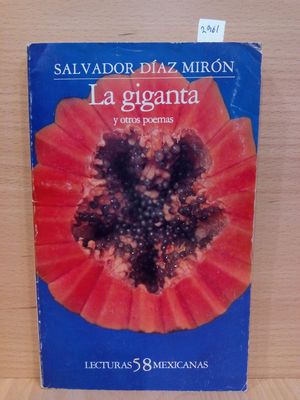 2961
SALVADOR DÍAZ MIRÓN
La giganta
y otros poemas
LECTURAS 58 MEXICANAS